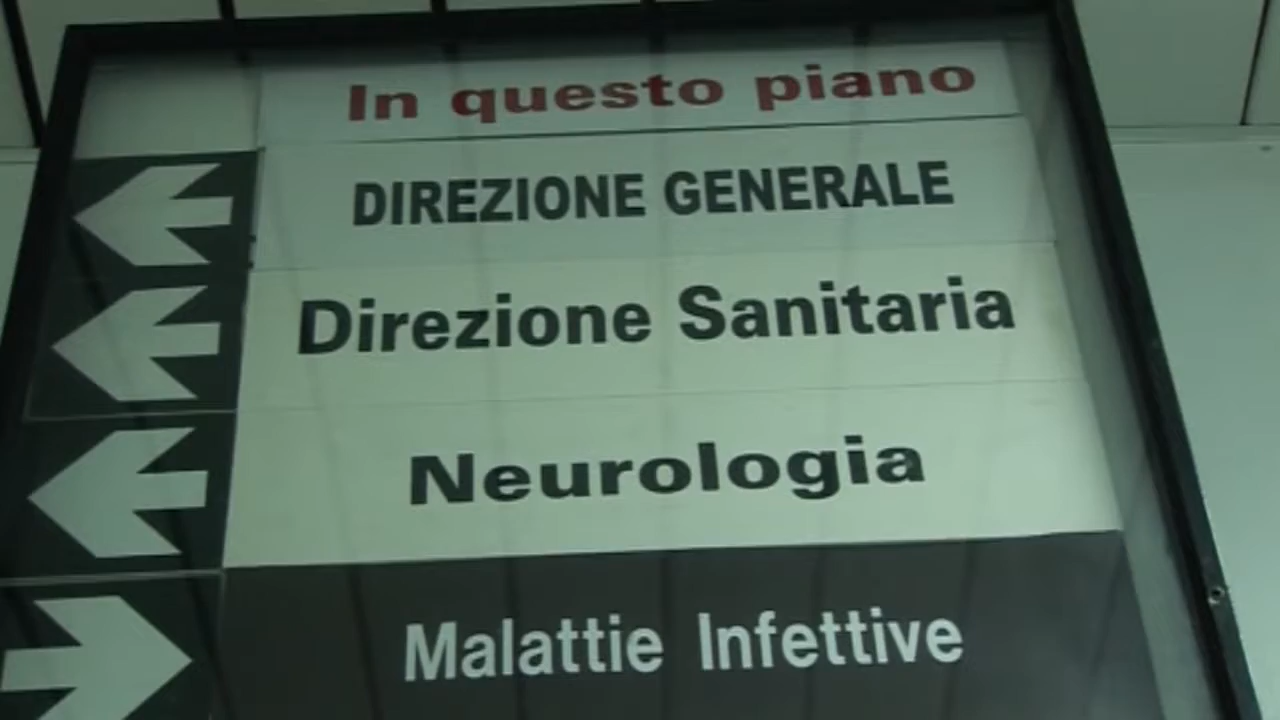 In questo piano
DIREZIONE GENERALE
Direzione Sanitaria
Neurologia
Malattie Infettive